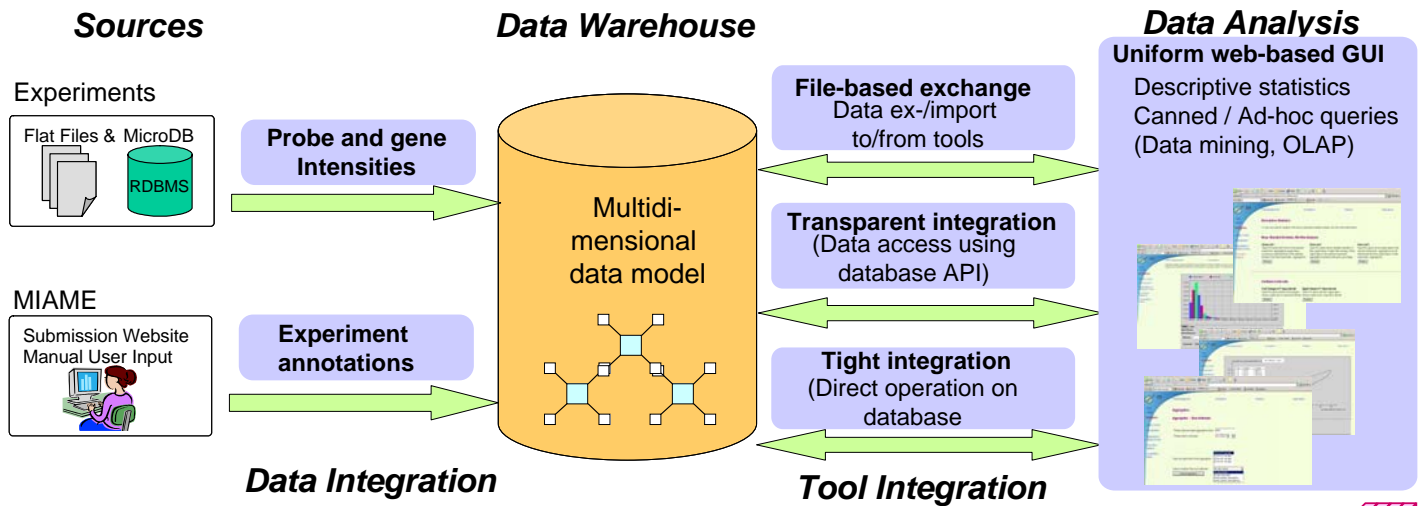 Sources
Data Warehouse
Data Analysis
Experiments
Flat Files & MicroDB
RDBMS
Probe and gene
Intensities
MIAME
Submission Website
Manual User Input
Experiment
annotations
Data Integration
Multidi-
mensional
data model
File-based exchange
Data ex-/import
to/from tools
Transparent integration
(Data access using
database API)
Tight integration
(Direct operation on
database
Tool Integration
Uniform web-based GUI
Descriptive statistics
Canned / Ad-hoc queries
(Data mining, OLAP)